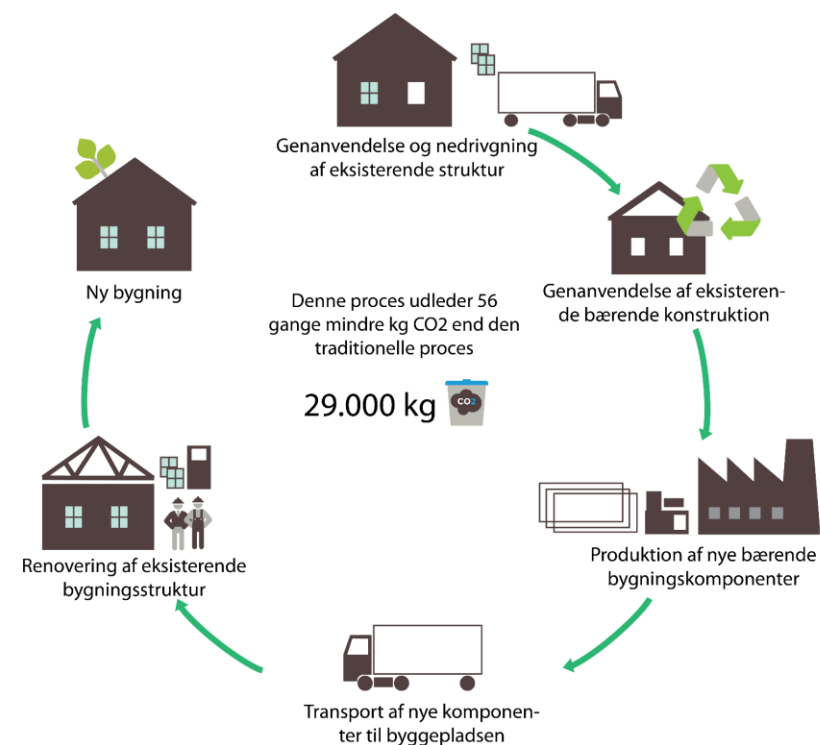 Genanvendelse og nedrivgning
af eksisterende struktur
Genanvendelse af eksisteren-
de bærende konstruktion
Produktion af nye bærende
bygningskomponenter
Transport af nye komponen-
ter til byggepladsen
Renovering af eksisterende
bygningsstruktur
Ny bygning
Denne proces udleder 56
gange mindre kg CO2 end den
traditionelle proces
29.000 kg
CO2